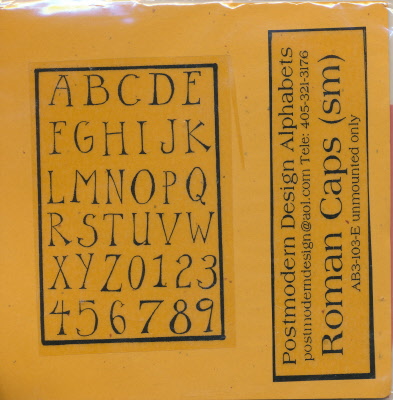 ABCDE
FGHIJK
LMNOPQ
RSTUVW
XYZ0123
456789
Postmodern Design Alphabets
postmoderndesign@aol.com Tele: 405-321-3176
Roman Caps (sm)
AB3-103-E unmounted only